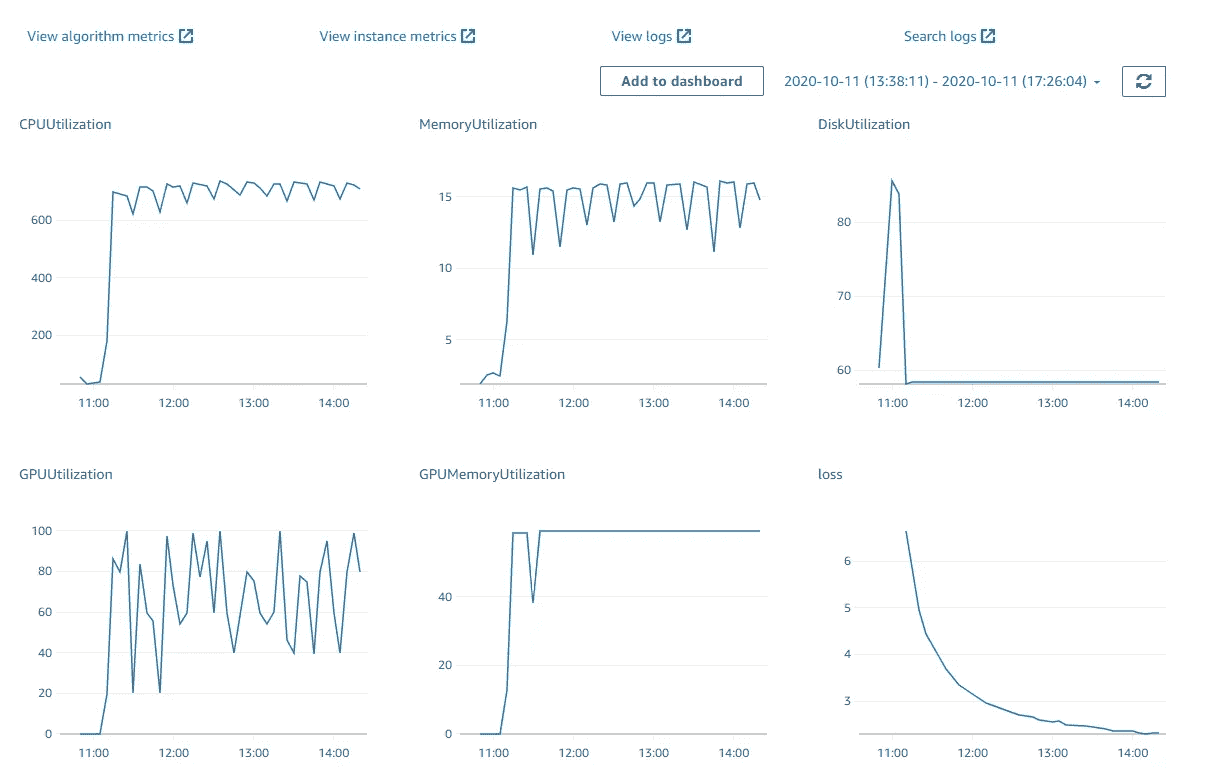 View algorithm metrics View instance metrics View logs Search logs
Add to dashboard 2020-10-11 (13:38:11) - 2020-10-11 (17:26:04)
CPUUtilization
600
400
200
11:00 12:00 13:00 14:00
MemoryUtilization
15
10
5
11:00 12:00 13:00 14:00
DiskUtilization
80
70
60
11:00 12:00 13:00 14:00
GPUUtilization
100
80
60
40
20
0
11:00 12:00 13:00 14:00
GPUMemoryUtilization
40
20
0
11:00 12:00 13:00 14:00
loss
6
5
4
3
11:00 12:00 13:00 14:00